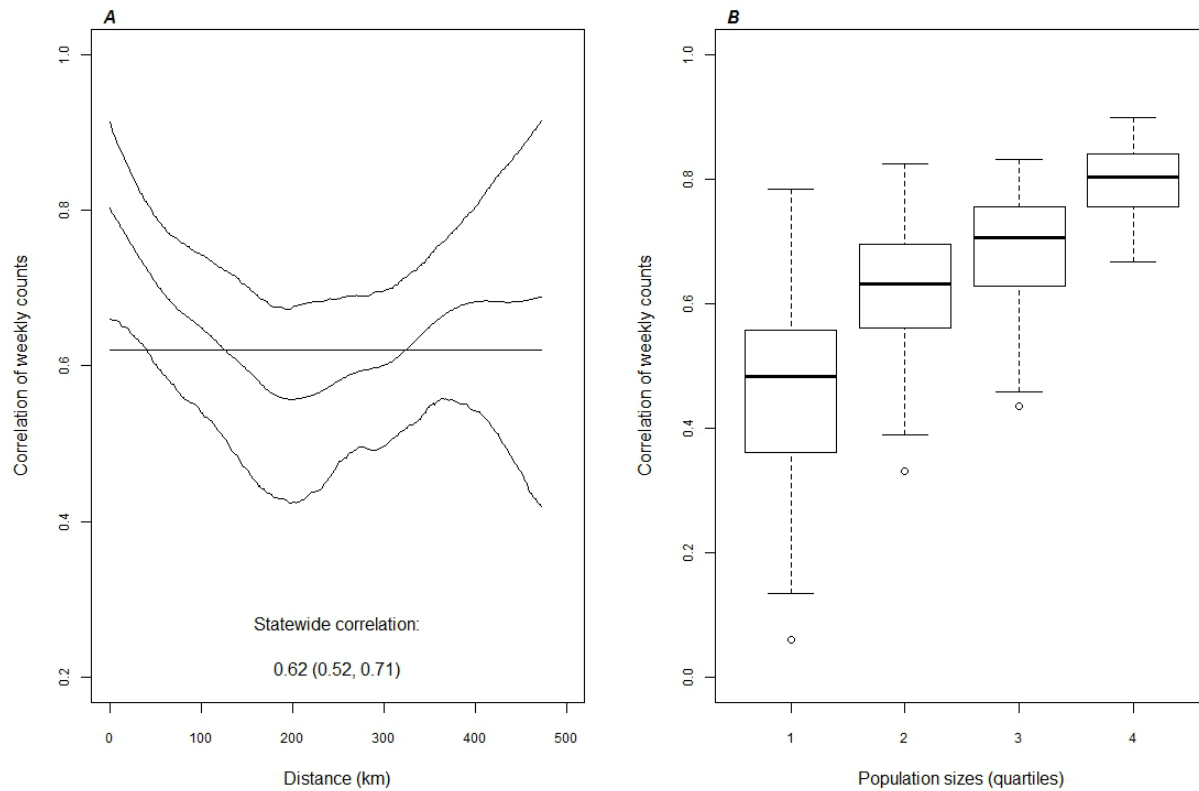 A
Correlation of weekly counts
1.0
0.8
0.6
0.4
0.2
Statewide correlation:
0.62 (0.52, 0.71)
0 100 200 300 400 500
Distance (km)
B
Correlation of weekly counts
1.0
0.8
0.6
0.4
0.2
0.0
1 2 3 4
Population sizes (quartiles)